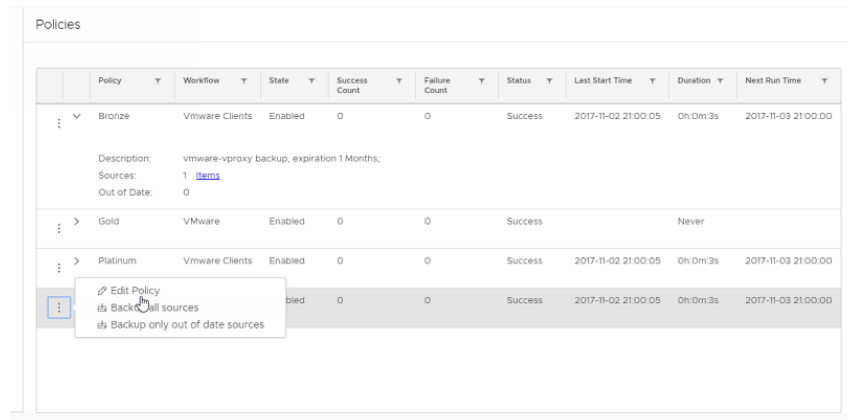 Policies
Policy Workflow State Success Count Failure Count Status Last Start Time Duration Next Run Time
Bronze Vmware Clients Enabled 0 0 Success 2017-11-02 21:00:05 0h:0m:3s 2017-11-03 21:00:00
Description: vmware-vproxy backup, expiration 1 Months;
Sources: 1 Items
Out of Date: 0
Gold VMware Enabled 0 0 Success Never
Platinum Vmware Clients Enabled 0 0 Success 2017-11-02 21:00:05 0h:0m:3s 2017-11-03 21:00:00
Edit Policy
bled 0 0 Success 2017-11-02 21:00:05 0h:0m:3s 2017-11-03 21:00:00
all sources
Backup only out of date sources